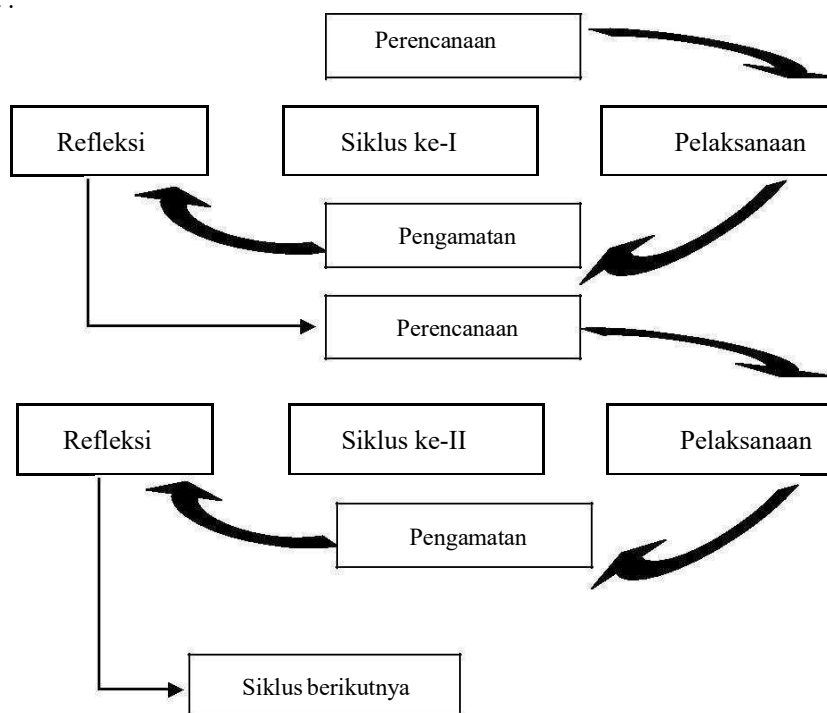 .
Perencanaan
Refleksi
Siklus ke-I
Pelaksanaan
Pengamatan
Perencanaan
Refleksi
Siklus ke-II
Pelaksanaan
Pengamatan
Siklus berikutnya